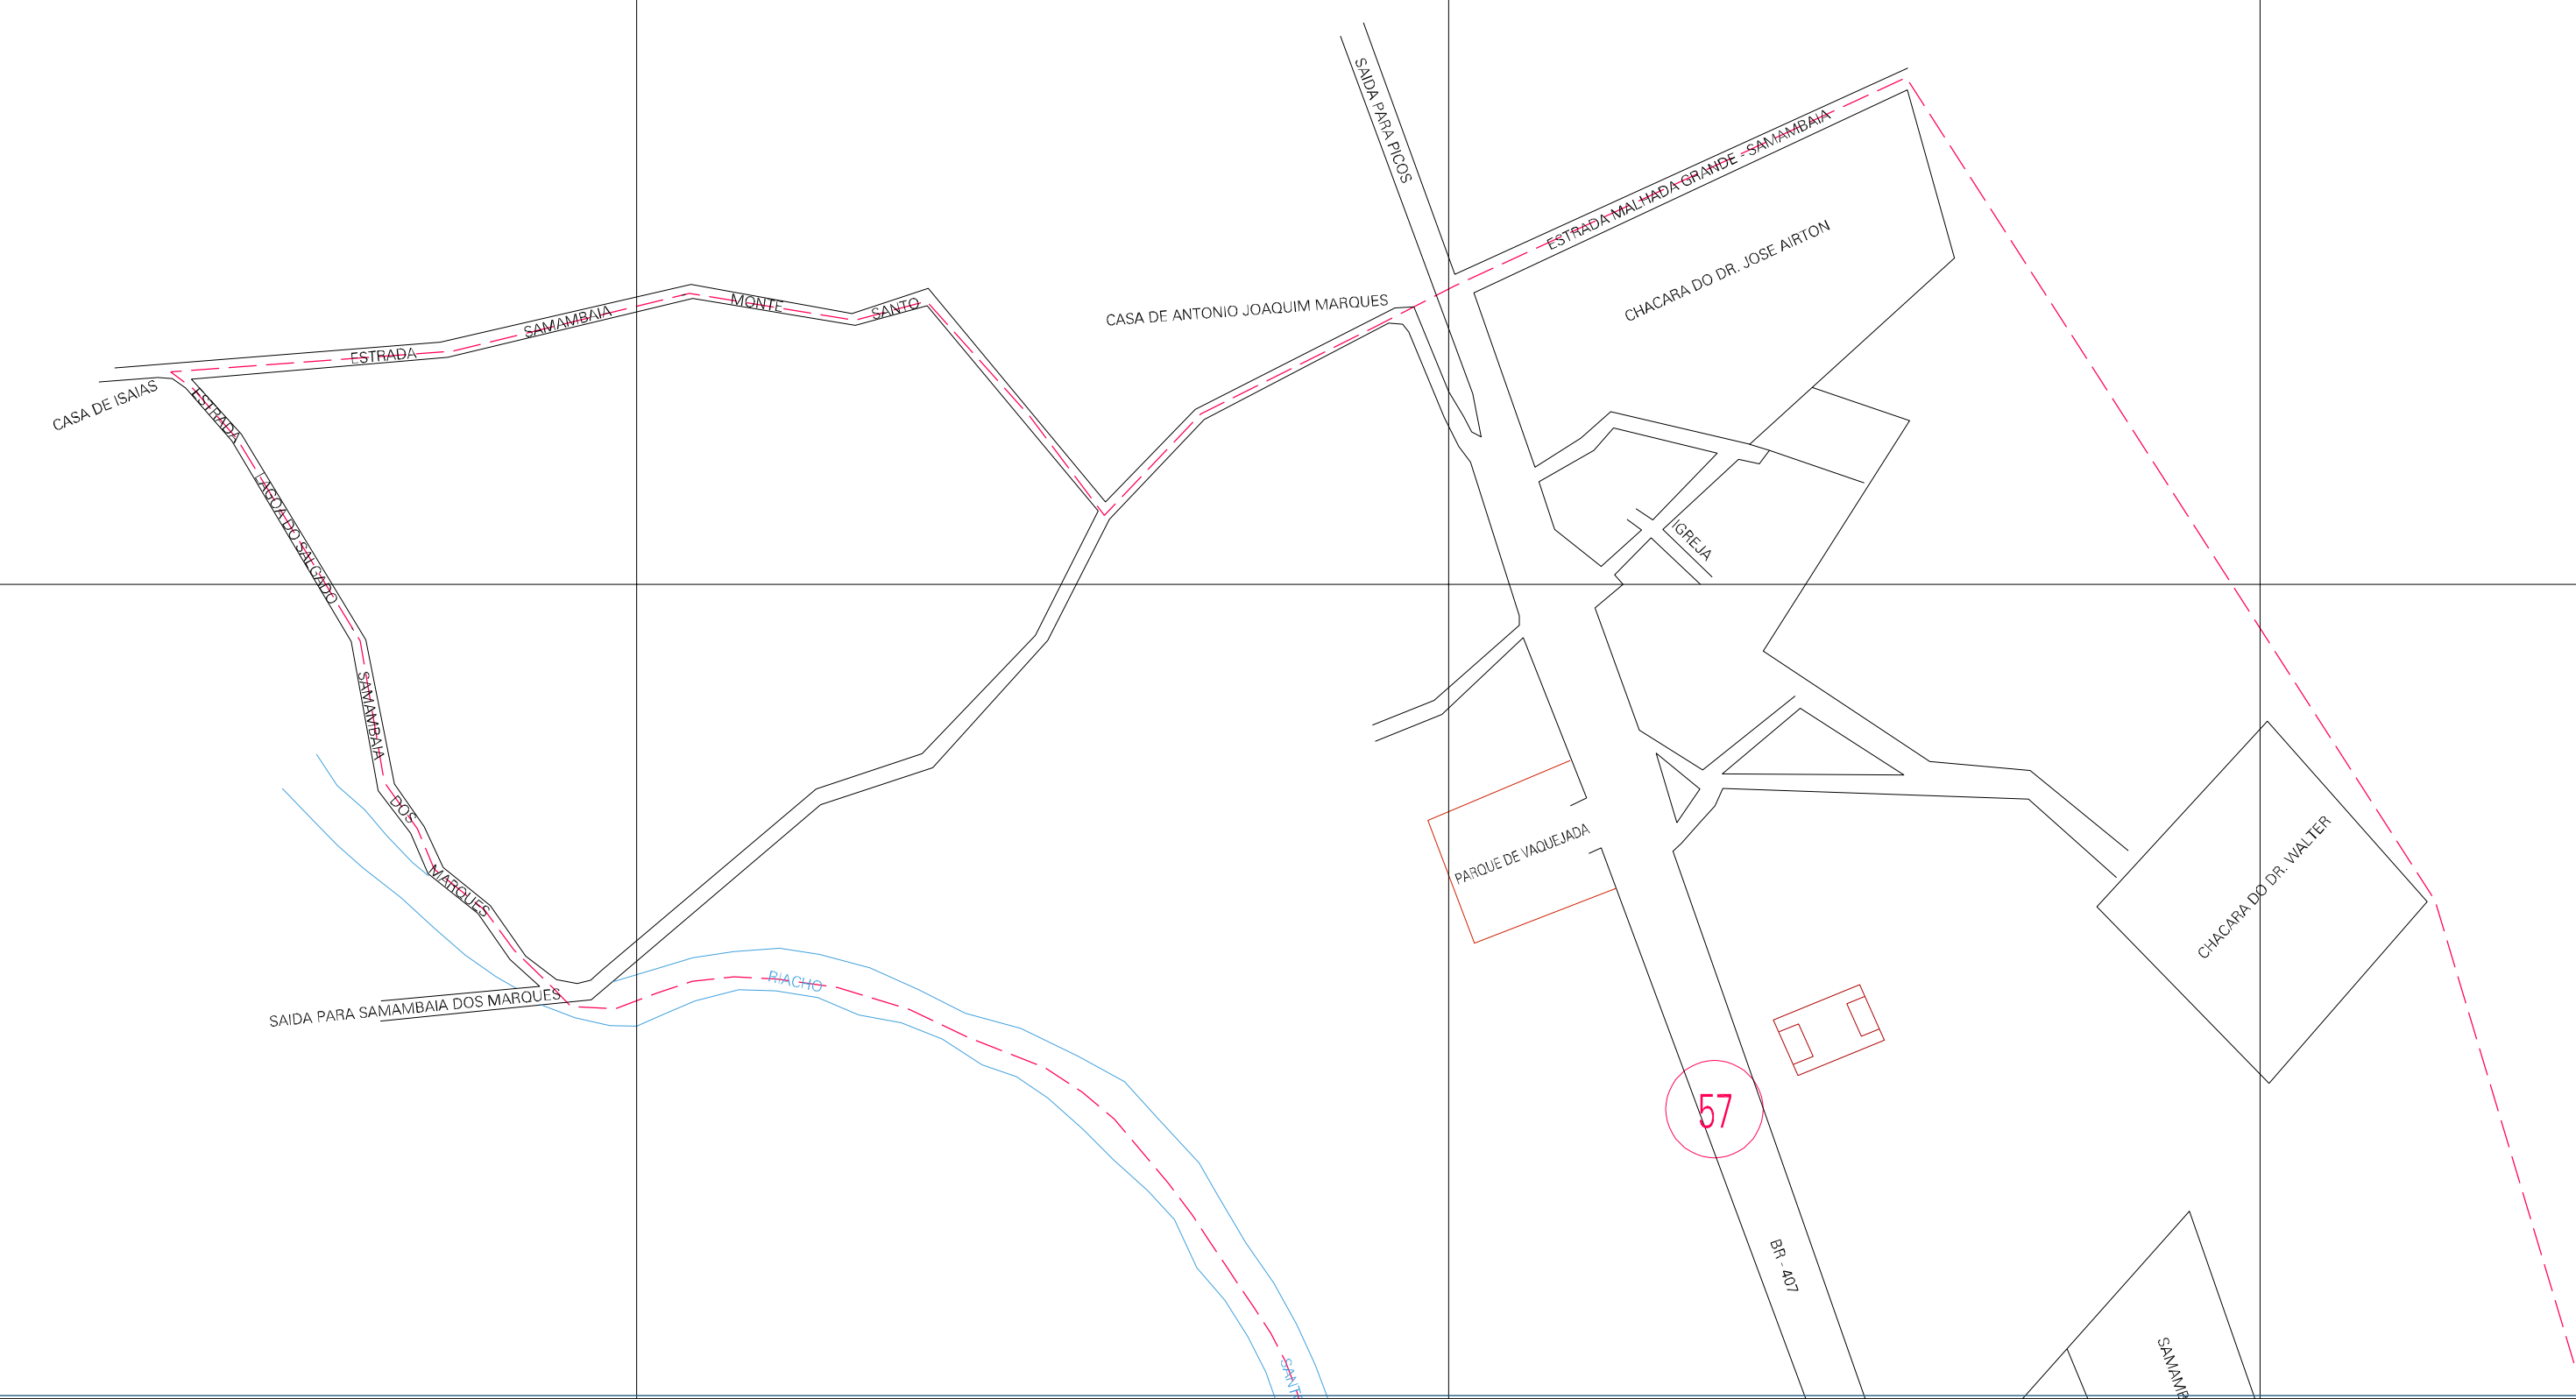 SAIDA PARA PICOS
ESTRADA MALHADA GRANDE - SAMAMBAIA
CHACARA DO DR. JOSE AIRTON
CASA DE ANTONIO JOAQUIM MARQUES
ESTRADA SAMAMBAIA MONTE SANTO
CASA DE ISAIAS
ESTRADA LAGOA DO SALGADO SAMAMBAIA DOS MARQUES
IGREJA
PARQUE DE VAQUEJADA
CHACARA DO DR. WALTER
SAIDA PARA SAMAMBAIA DOS MARQUES
RIACHO
57
BR - 407